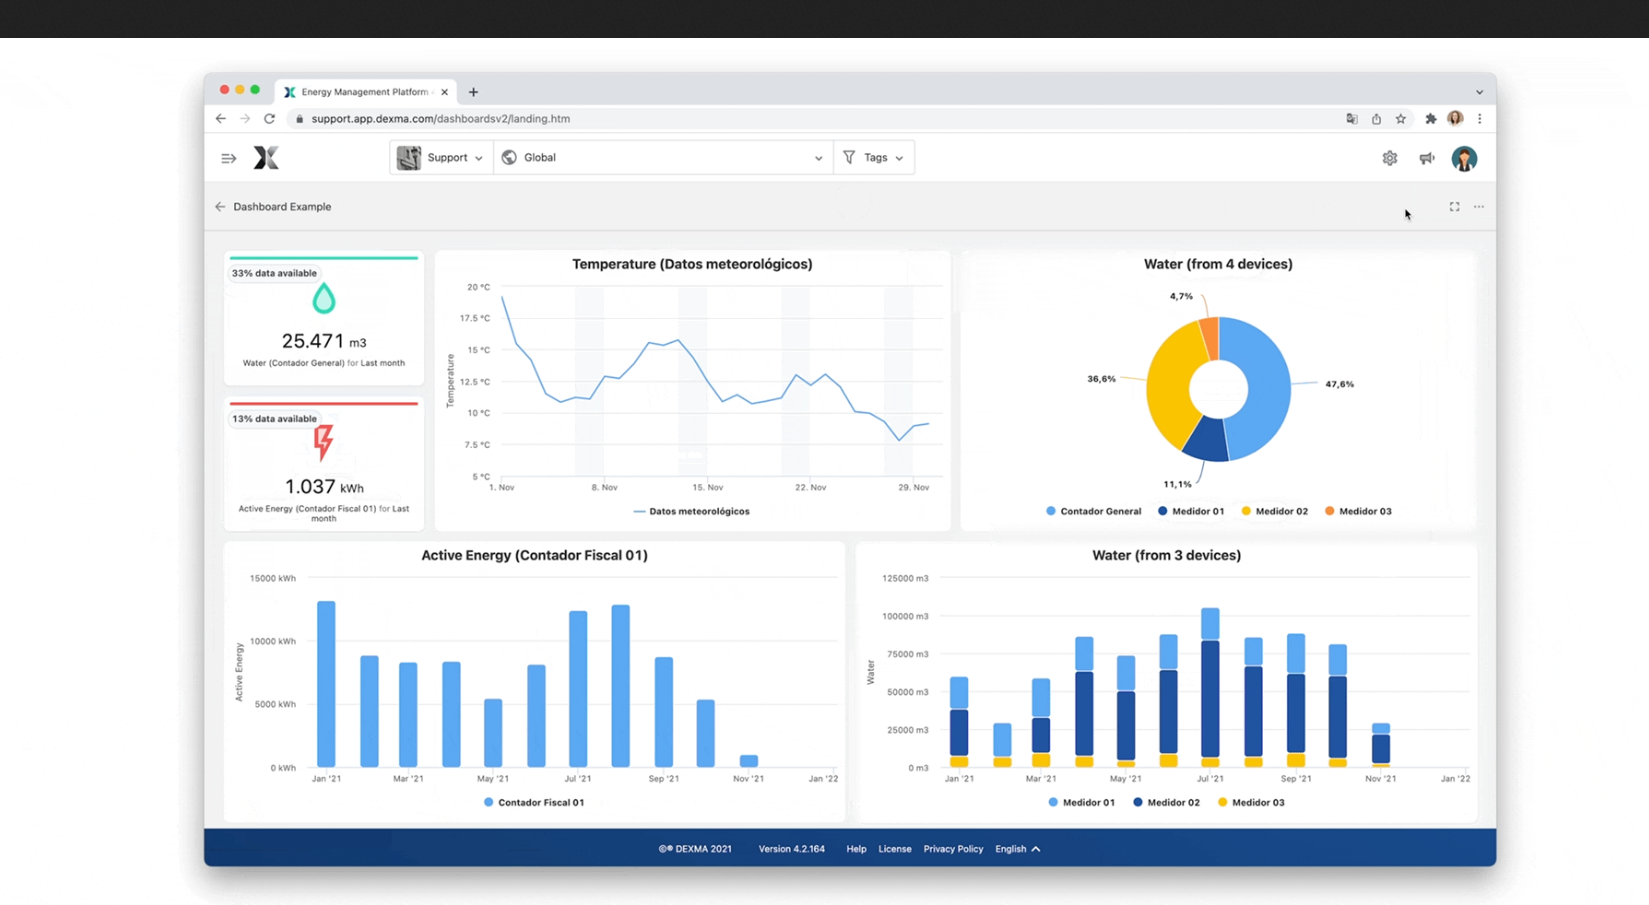 Energy Management Platform
support.app.dexma.com/dashboardsv2/landing.htm
Support
Global
Tags
Dashboard Example
33% data available
25.471 m3
Water (Contador General) for Last month
13% data available
1.037 kWh
Active Energy (Contador Fiscal 01) for Last
month
Temperature (Datos meteorológicos)
20 °C
17.5 °C
15 °C
12.5 °C
10 °C
7.5 °C
5 °C
Temperature
1. Nov 8. Nov 15. Nov 22. Nov 29. Nov
Datos meteorológicos
Water (from 4 devices)
4,7%
36,6%
47,6%
11,1%
Contador General Medidor 01 Medidor 02 Medidor 03
Active Energy (Contador Fiscal 01)
15000 kWh
10000 kWh
5000 kWh
0 kWh
Active Energy
Jan '21 Mar '21 May '21 Jul '21 Sep '21 Nov '21 Jan '22
Contador Fiscal 01
Water (from 3 devices)
125000 m3
100000 m3
75000 m3
50000 m3
25000 m3
0 m3
Water
Jan '21 Mar '21 May '21 Jul '21 Sep '21 Nov '21 Jan '22
Medidor 01 Medidor 02 Medidor 03
©® DEXMA 2021 Version 4.2.164 Help License Privacy Policy English